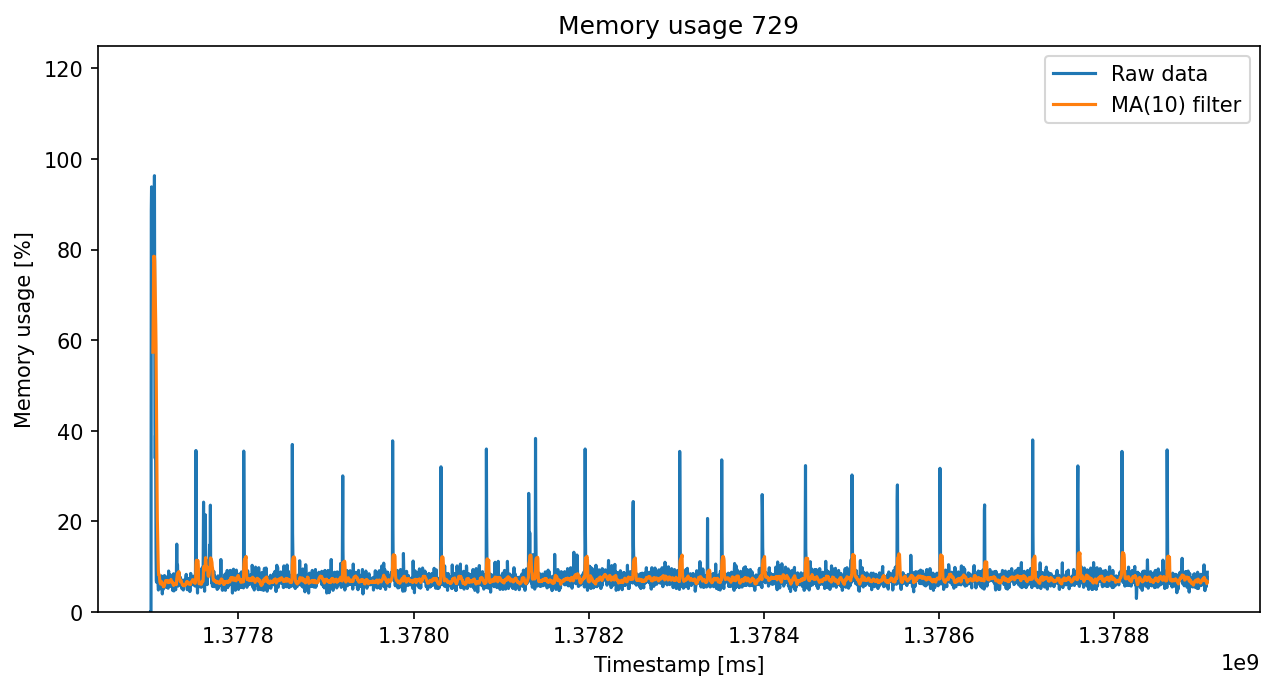 Memory usage 729
Raw data
MA(10) filter
Memory usage [%]
120
100
80
60
40
20
0
1.3778 1.3780 1.3782 1.3784 1.3786 1.3788
1e9
Timestamp [ms]